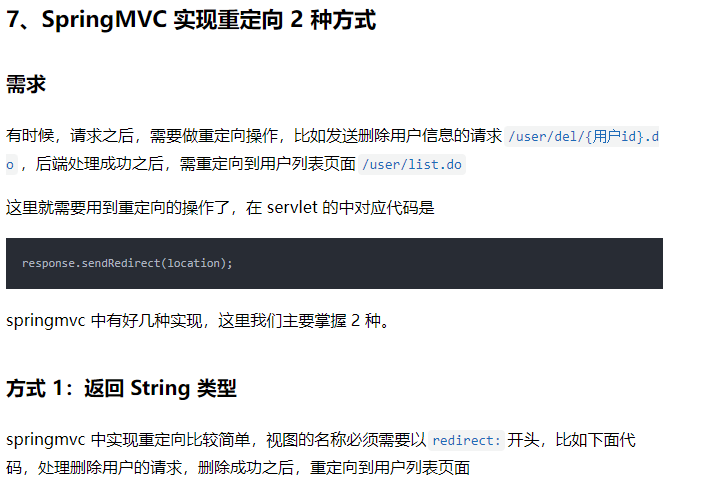 7、SpringMVC 实现重定向 2 种方式
需求
有时候，请求之后，需要做重定向操作，比如发送删除用户信息的请求 /user/del/{用户id}.d
o ，后端处理成功之后，需重定向到用户列表页面 /user/list.do
这里就需要用到重定向的操作了，在 servlet 的中对应代码是
response.sendRedirect(location);
springmvc 中有好几种实现，这里我们主要掌握 2 种。
方式 1：返回 String 类型
springmvc 中实现重定向比较简单，视图的名称必须需要以 redirect: 开头，比如下面代
码，处理删除用户的请求，删除成功之后，重定向到用户列表页面